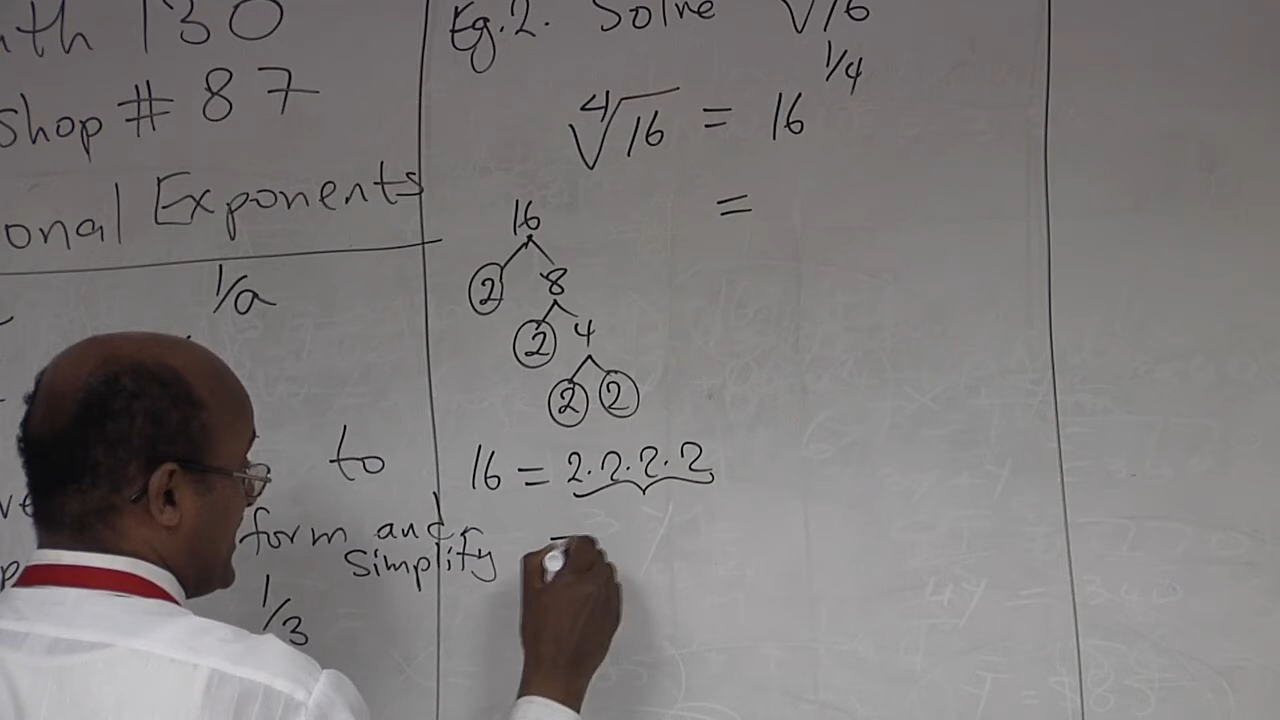 130
shop # 87
onal Exponents
1/a
to
form and
simplify
1/3
Eg.2. Solve √16
∜16 = 16^1/4
=
16
2 8
2 4
2 2
16 = 2.2.2.2